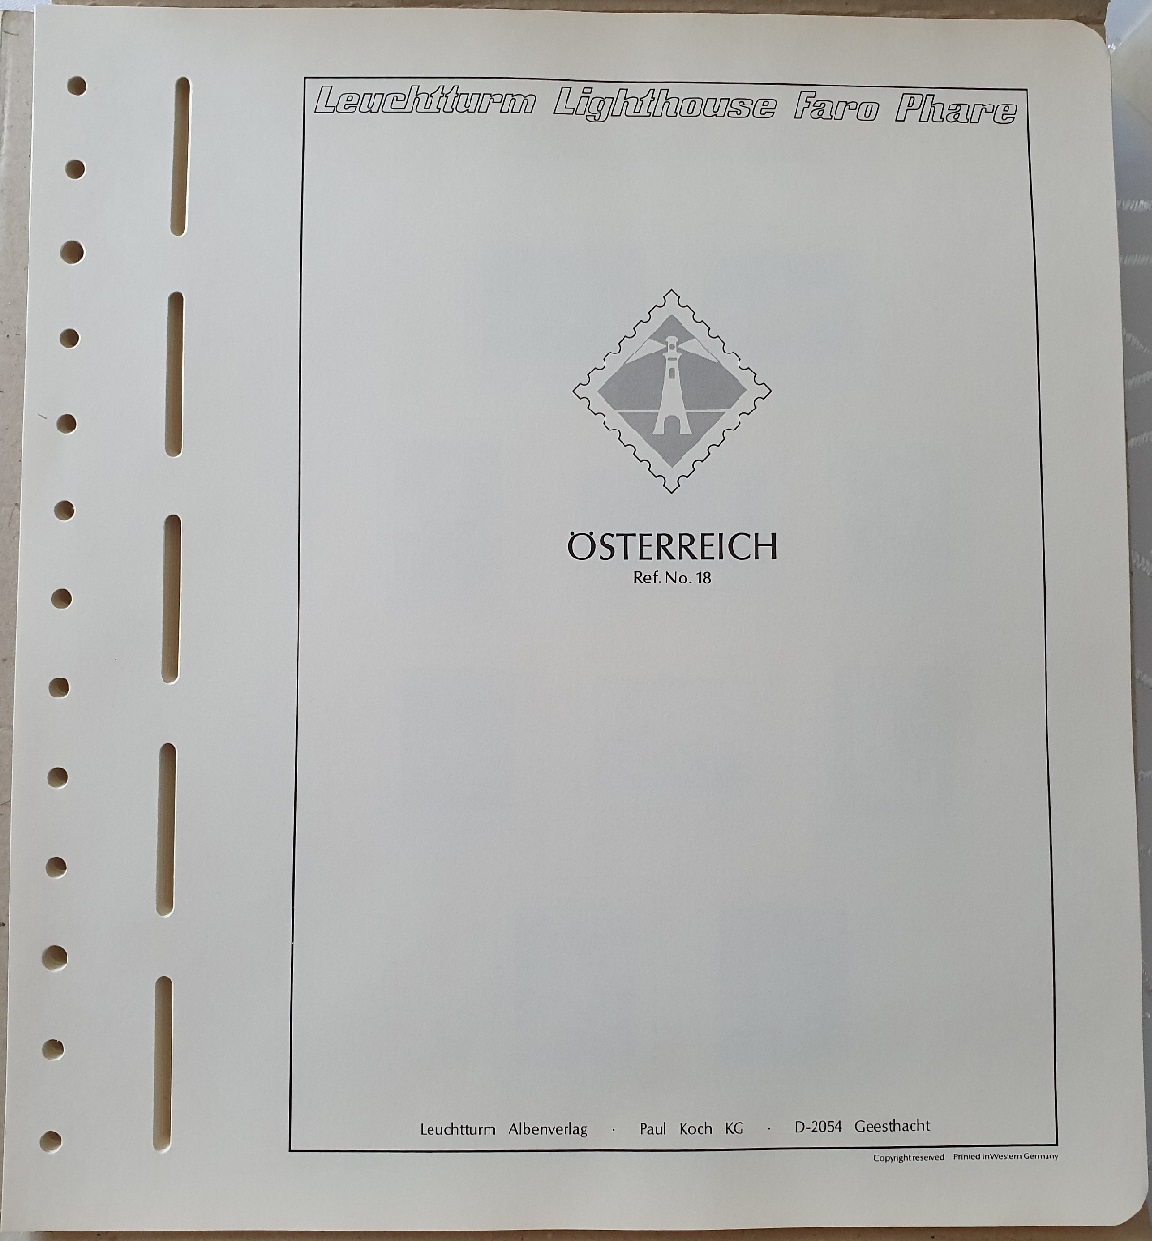 Leuchtturm Lighthouse Faro Phare
ÖSTERREICH
Ref. No. 18
Leuchtturm Albenverlag · Paul Koch KG · D-2054 Geesthacht
Copyright reserved Printed in Western Germany